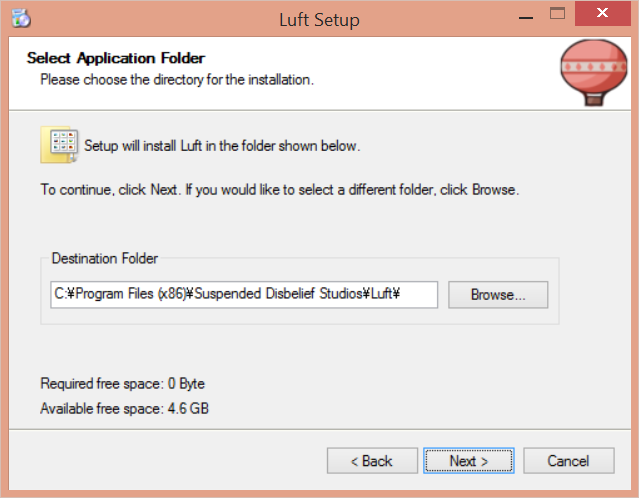 Luft Setup
Select Application Folder
Please choose the directory for the installation.
Setup will install Luft in the folder shown below.
To continue, click Next. If you would like to select a different folder, click Browse.
Destination Folder
C:¥Program Files (x86)¥Suspended Disbelief Studios¥Luft¥
Browse...
Required free space: 0 Byte
Available free space: 4.6 GB
< Back
Next >
Cancel